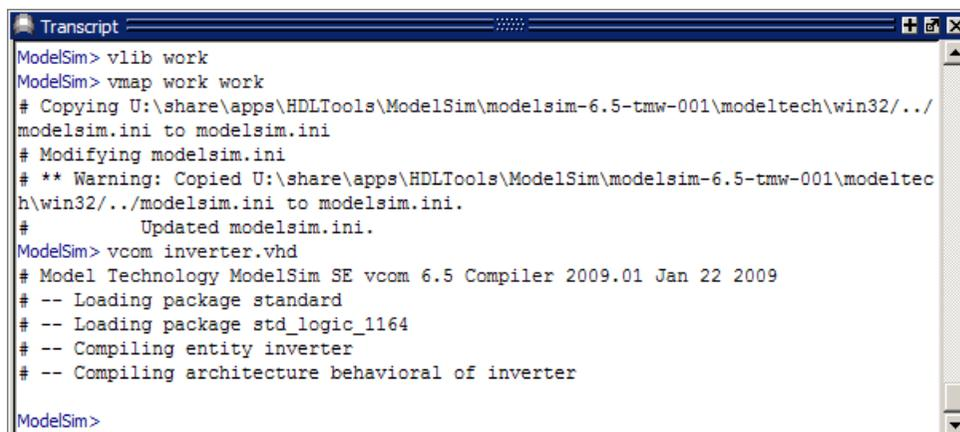 Transcript
ModelSim> vlib work
ModelSim> vmap work work
# Copying U:\share\apps\HDLTools\ModelSim\modelsim-6.5-tmw-001\modeltech\win32/../
modelsim.ini to modelsim.ini
# Modifying modelsim.ini
# ** Warning: Copied U:\share\apps\HDLTools\ModelSim\modelsim-6.5-tmw-001\modeltec
h\win32/../modelsim.ini to modelsim.ini.
#          Updated modelsim.ini.
ModelSim> vcom inverter.vhd
# Model Technology ModelSim SE vcom 6.5 Compiler 2009.01 Jan 22 2009
# -- Loading package standard
# -- Loading package std_logic_1164
# -- Compiling entity inverter
# -- Compiling architecture behavioral of inverter
ModelSim>